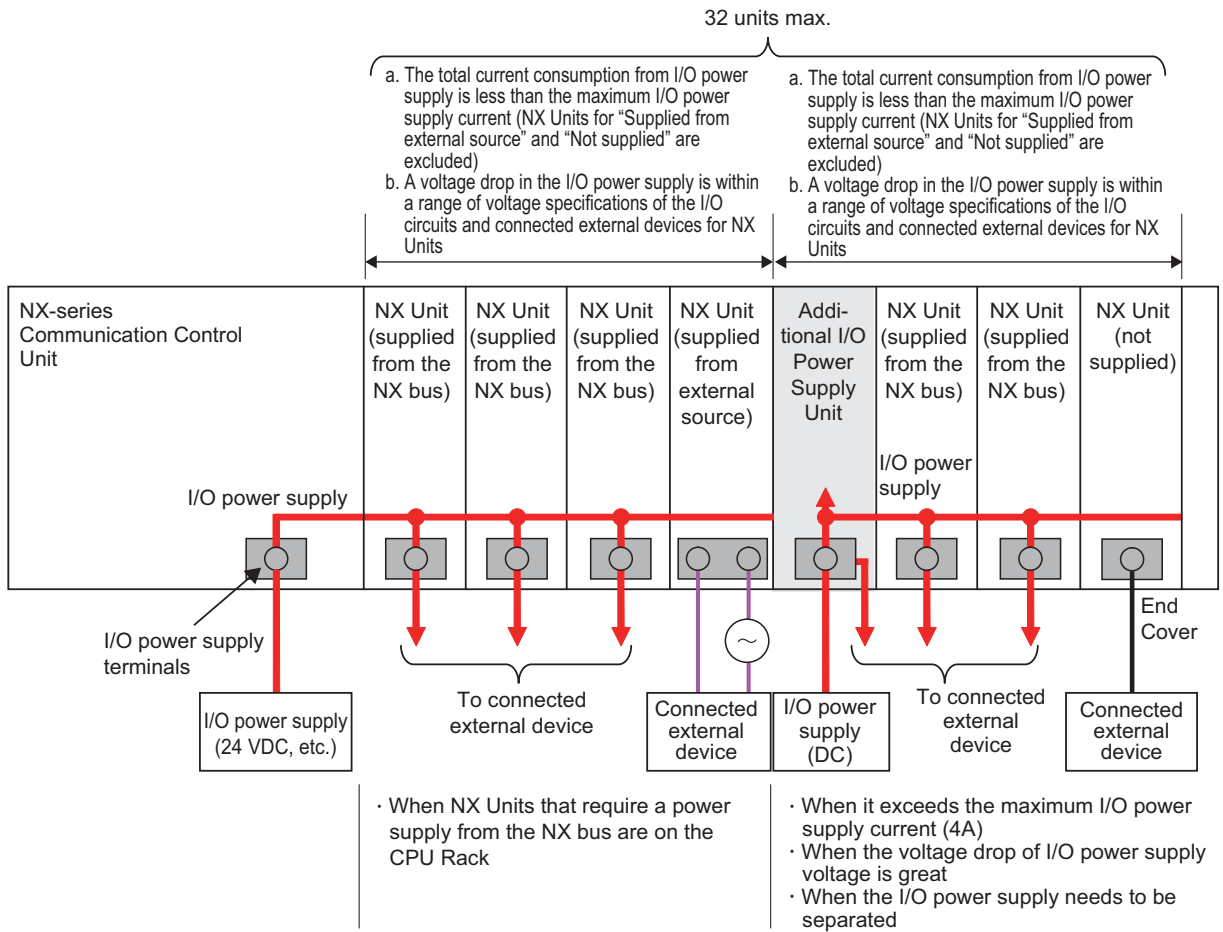 32 units max.
a. The total current consumption from I/O power
supply is less than the maximum I/O power
supply current (NX Units for “Supplied from
external source” and “Not supplied” are
excluded)
b. A voltage drop in the I/O power supply is within
a range of voltage specifications of the I/O
circuits and connected external devices for NX
Units
a. The total current consumption from I/O power
supply is less than the maximum I/O power
supply current (NX Units for “Supplied from
external source” and “Not supplied” are
excluded)
b. A voltage drop in the I/O power supply is within
a range of voltage specifications of the I/O
circuits and connected external devices for NX
Units
NX-series
Communication Control
Unit
NX Unit
(supplied
from the
NX bus)
NX Unit
(supplied
from the
NX bus)
NX Unit
(supplied
from the
NX bus)
NX Unit
(supplied
from
external
source)
Addi-
tional I/O
Power
Supply
Unit
NX Unit
(supplied
from the
NX bus)
NX Unit
(supplied
from the
NX bus)
NX Unit
(not
supplied)
I/O power supply
I/O power
supply
I/O power supply
terminals
End
Cover
I/O power supply
(24 VDC, etc.)
To connected
external device
Connected
external
device
I/O power
supply
(DC)
To connected
external
device
Connected
external
device
· When NX Units that require a power
supply from the NX bus are on the
CPU Rack
· When it exceeds the maximum I/O power
supply current (4A)
· When the voltage drop of I/O power supply
voltage is great
· When the I/O power supply needs to be
separated